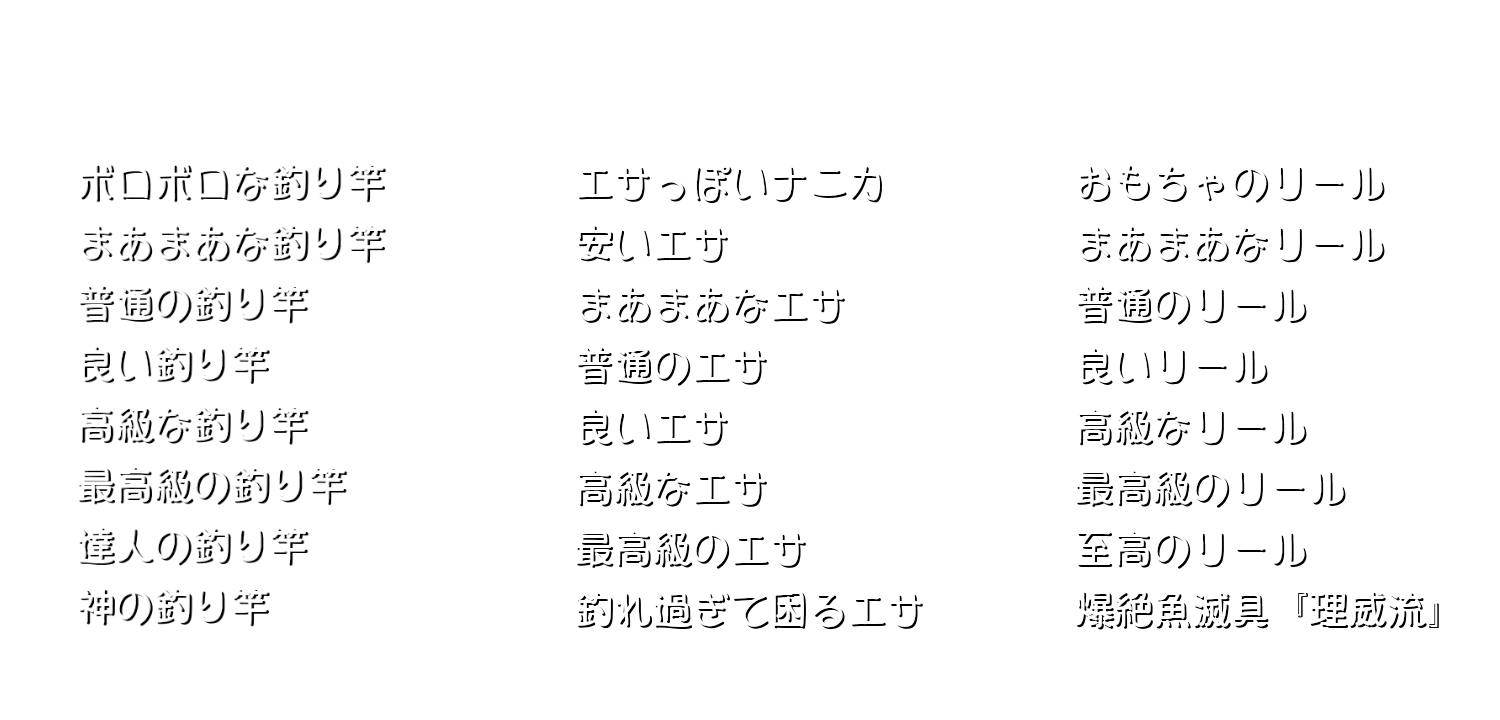 ボロボロな釣り竿
まあまあな釣り竿
普通の釣り竿
良い釣り竿
高級な釣り竿
最高級の釣り竿
達人の釣り竿
神の釣り竿
エサっぽいナニカ
安いエサ
まあまあなエサ
普通のエサ
良いエサ
高級なエサ
最高級のエサ
釣れ過ぎて困るエサ
おもちゃのリール
まあまあなリール
普通のリール
良いリール
高級なリール
最高級のリール
至高のリール
爆絶魚滅具『理威流』